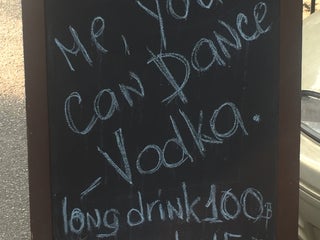 me, you
can Dance
Vodka.
long drink 100฿